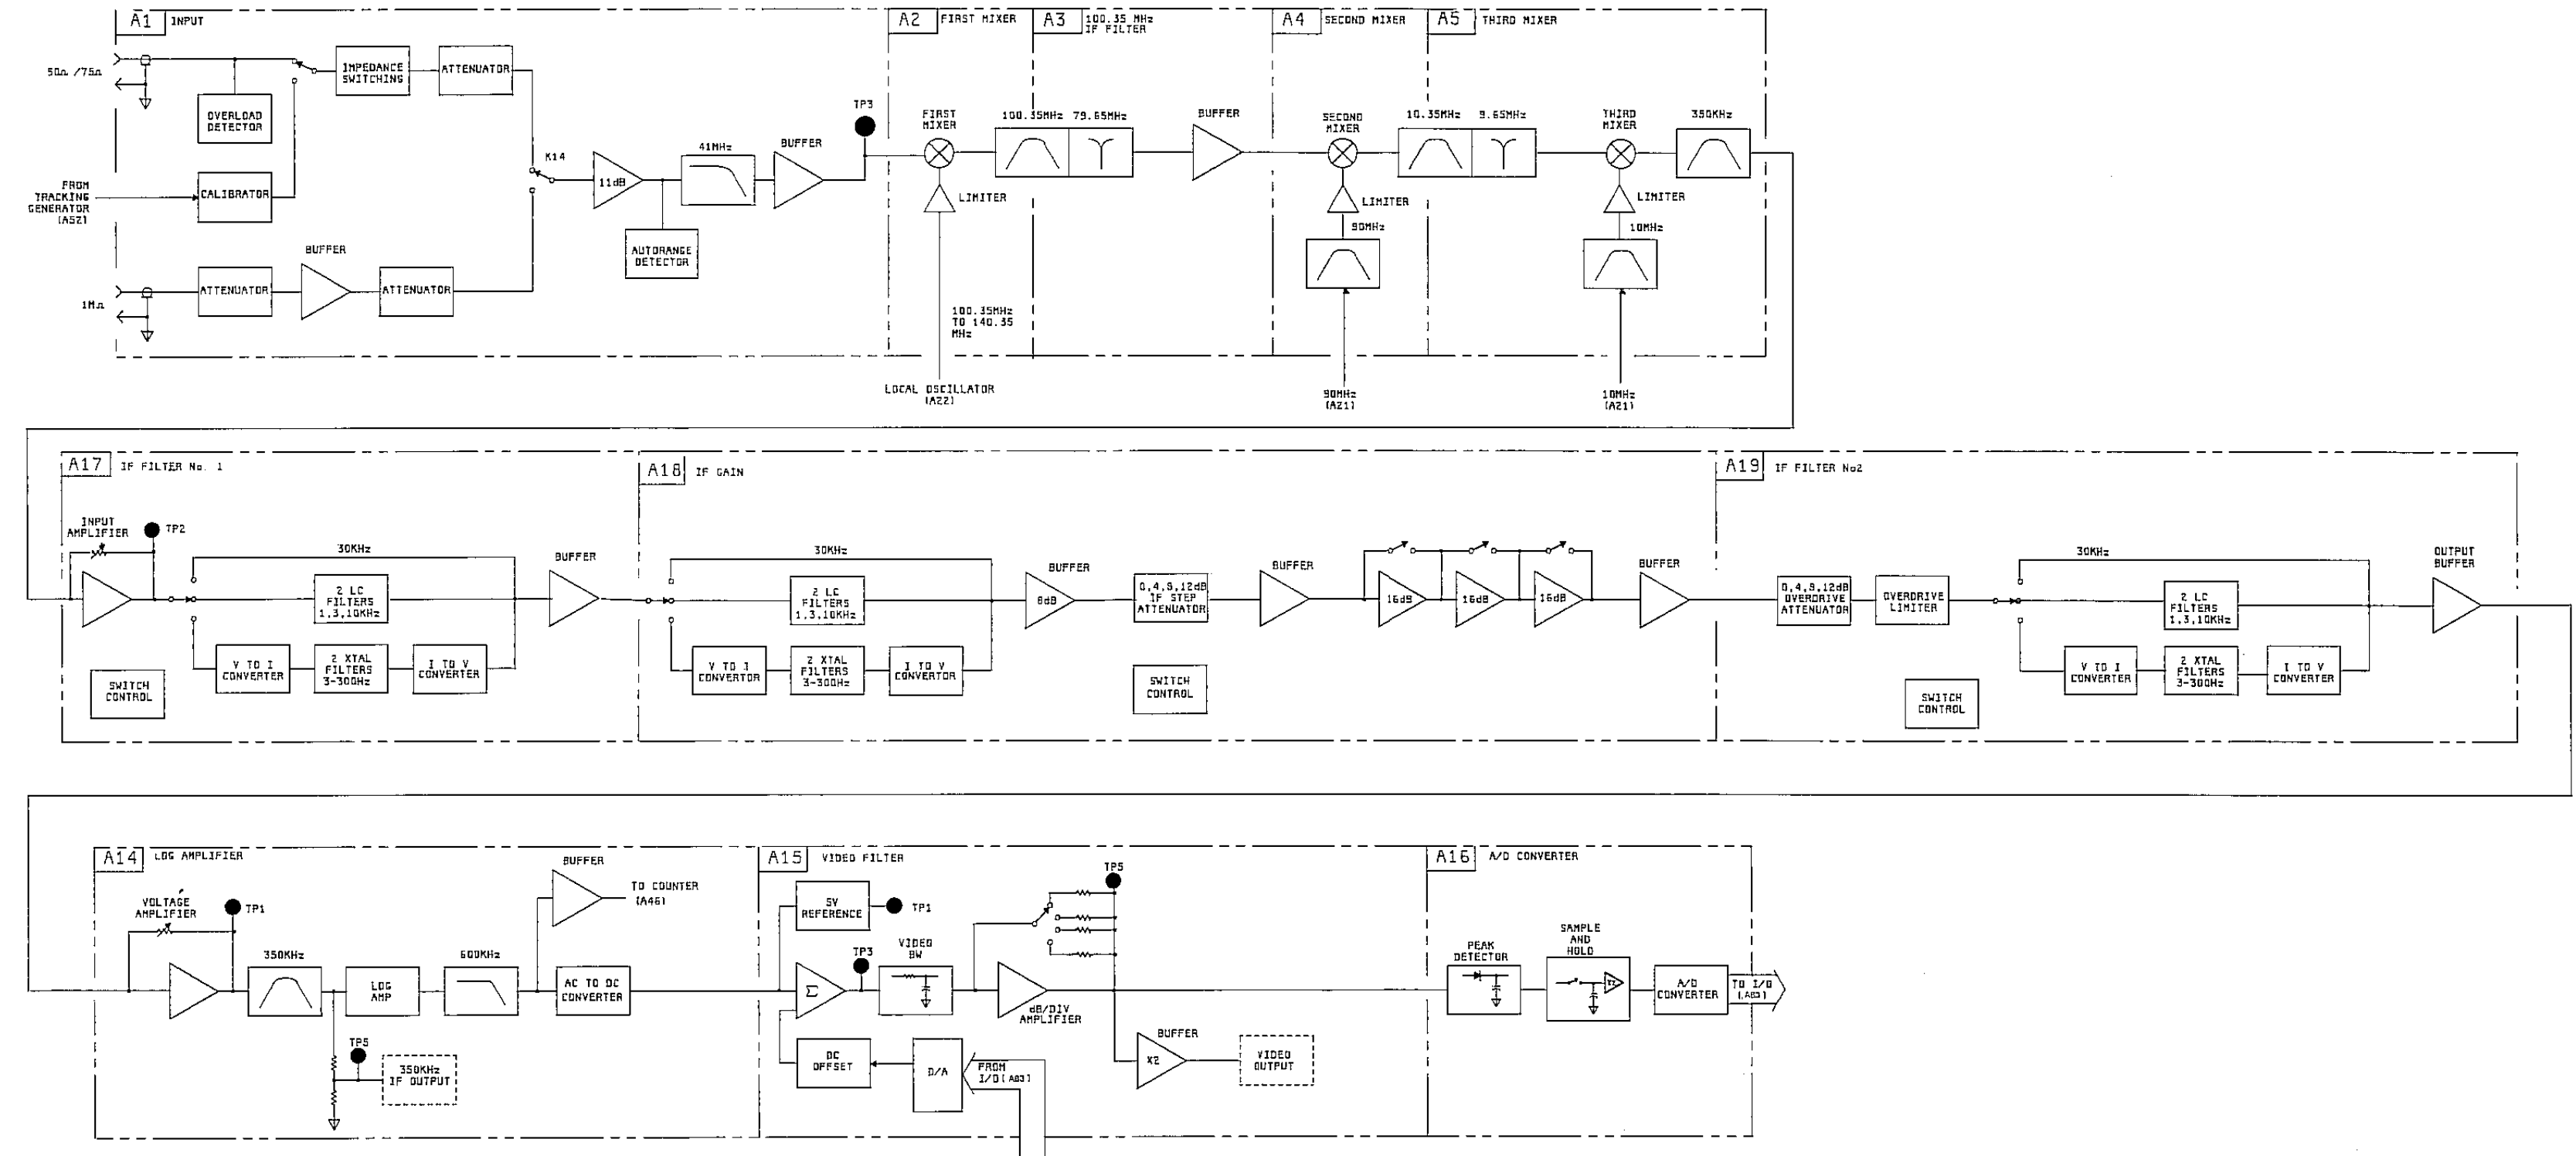 A1 INPUT
A2 FIRST MIXER
A3 100.35 MHz
IF FILTER
A4 SECOND MIXER
A5 THIRD MIXER
50Ω /75Ω
OVERLOAD
DETECTOR
IMPEDANCE
SWITCHING
ATTENUATOR
FROM
TRACKING
GENERATOR
(A52)
CALIBRATOR
K14
11dB
41MHz
BUFFER
TP3
AUTORANGE
DETECTOR
1MΩ
ATTENUATOR
BUFFER
ATTENUATOR
FIRST
MIXER
LIMITER
100.35MHz
TO 140.35
MHz
LOCAL OSCILLATOR
(A22)
100.35MHz 79.65MHz
BUFFER
SECOND
MIXER
LIMITER
90MHz
90MHz
(A21)
10.35MHz 9.65MHz
THIRD
MIXER
LIMITER
10MHz
10MHz
(A21)
350KHz
A17 IF FILTER No. 1
INPUT
AMPLIFIER
TP2
30KHz
2 LC
FILTERS
1,3,10KHz
V TO I
CONVERTER
2 XTAL
FILTERS
3-300Hz
I TO V
CONVERTER
SWITCH
CONTROL
BUFFER
A18 IF GAIN
30KHz
2 LC
FILTERS
1,3,10KHz
V TO I
CONVERTOR
2 XTAL
FILTERS
3-300Hz
I TO V
CONVERTOR
BUFFER
8dB
0,4,8,12dB
IF STEP
ATTENUATOR
SWITCH
CONTROL
BUFFER
16dB
16dB
16dB
BUFFER
A19 IF FILTER No2
0,4,8,12dB
OVERDRIVE
ATTENUATOR
OVERDRIVE
LIMITER
30KHz
2 LC
FILTERS
1,3,10KHz
V TO I
CONVERTER
2 XTAL
FILTERS
3-300Hz
I TO V
CONVERTER
SWITCH
CONTROL
OUTPUT
BUFFER
A14 LOG AMPLIFIER
VOLTAGE
AMPLIFIER
TP1
350KHz
LOG
AMP
600KHz
TP5
350KHz
IF OUTPUT
BUFFER
TO COUNTER
(A46)
AC TO DC
CONVERTER
A15 VIDEO FILTER
5V
REFERENCE
TP1
Σ
TP3
VIDEO
BW
DC
OFFSET
D/A
FROM
I/O (A83)
dB/DIV
AMPLIFIER
TP5
BUFFER
X2
VIDEO
OUTPUT
A16 A/D CONVERTER
PEAK
DETECTOR
SAMPLE
AND
HOLD
X2
A/D
CONVERTER
TO I/O
(A83)